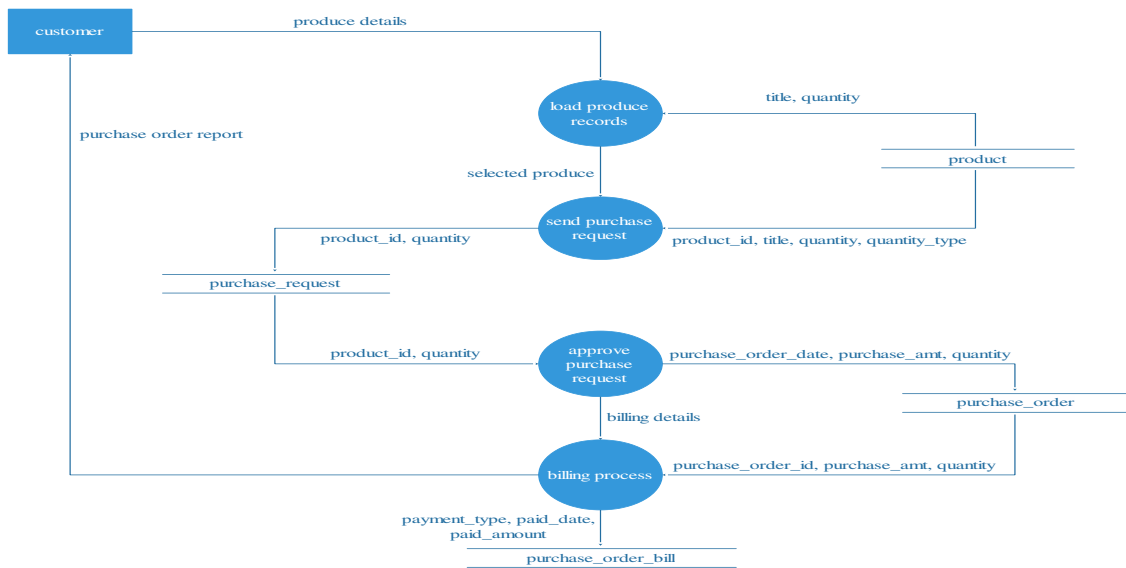 produce details
customer
title, quantity
load produce
records
purchase order report
product
selected produce
send purchase
request
product_id, quantity
product_id, title, quantity, quantity_type
purchase_request
product_id, quantity
approve
purchase
request
purchase_order_date, purchase_amt, quantity
purchase_order
billing details
billing process
purchase_order_id, purchase_amt, quantity
payment_type, paid_date,
paid_amount
purchase_order_bill